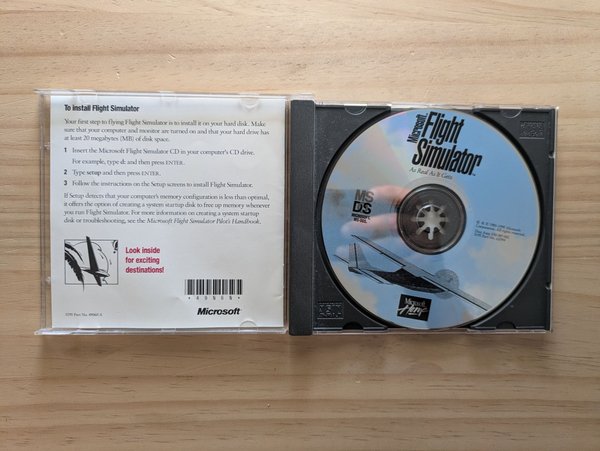 To install Flight Simulator
Your first step to flying Flight Simulator is to install it on your hard disk. Make
sure that your computer and monitor are turned on and that your hard drive has
at least 20 megabytes (MB) of disk space.
1 Insert the Microsoft Flight Simulator CD in your computer's CD drive.
For example, type d: and then press ENTER.
2 Type setup and then press ENTER.
3 Follow the instructions on the Setup screens to install Flight Simulator.
If Setup detects that your computer's memory configuration is less than optimal,
it offers the option of creating a system startup disk to free up memory whenever
you run Flight Simulator. For more information on creating a system startup
disk or troubleshooting, see the Microsoft Flight Simulator Pilot's Handbook.
Look inside
for exciting
destinations!
Microsoft
Microsoft
Flight
Simulator
As Real As It Gets
MS
DOS
Microsoft
Home